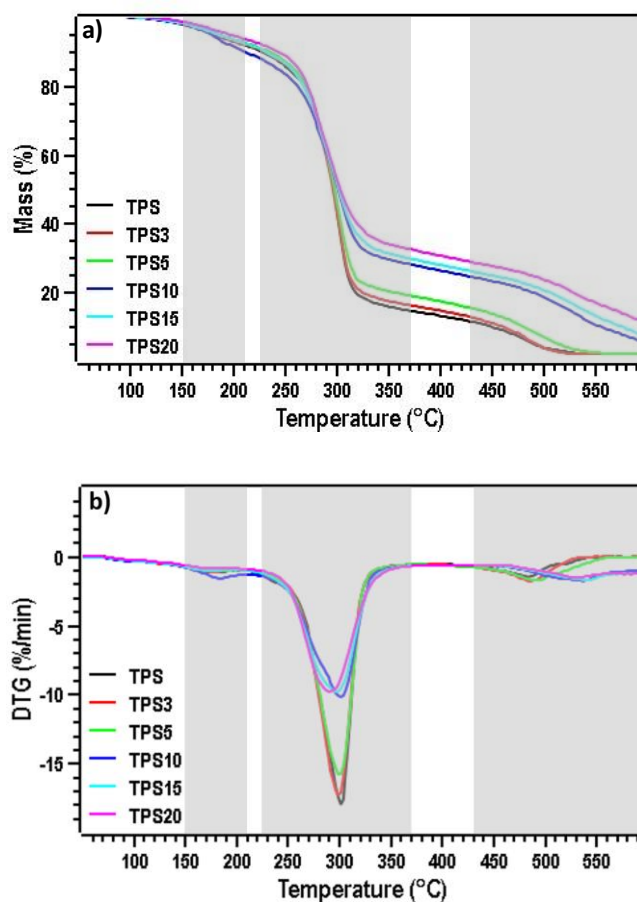 a)
80
60
40
20
Mass (%)
TPS
TPS3
TPS5
TPS10
TPS15
TPS20
100 150 200 250 300 350 400 450 500 550
Temperature (°C)
b)
0
-5
-10
-15
DTG (%/min)
TPS
TPS3
TPS5
TPS10
TPS15
TPS20
100 150 200 250 300 350 400 450 500 550
Temperature (°C)